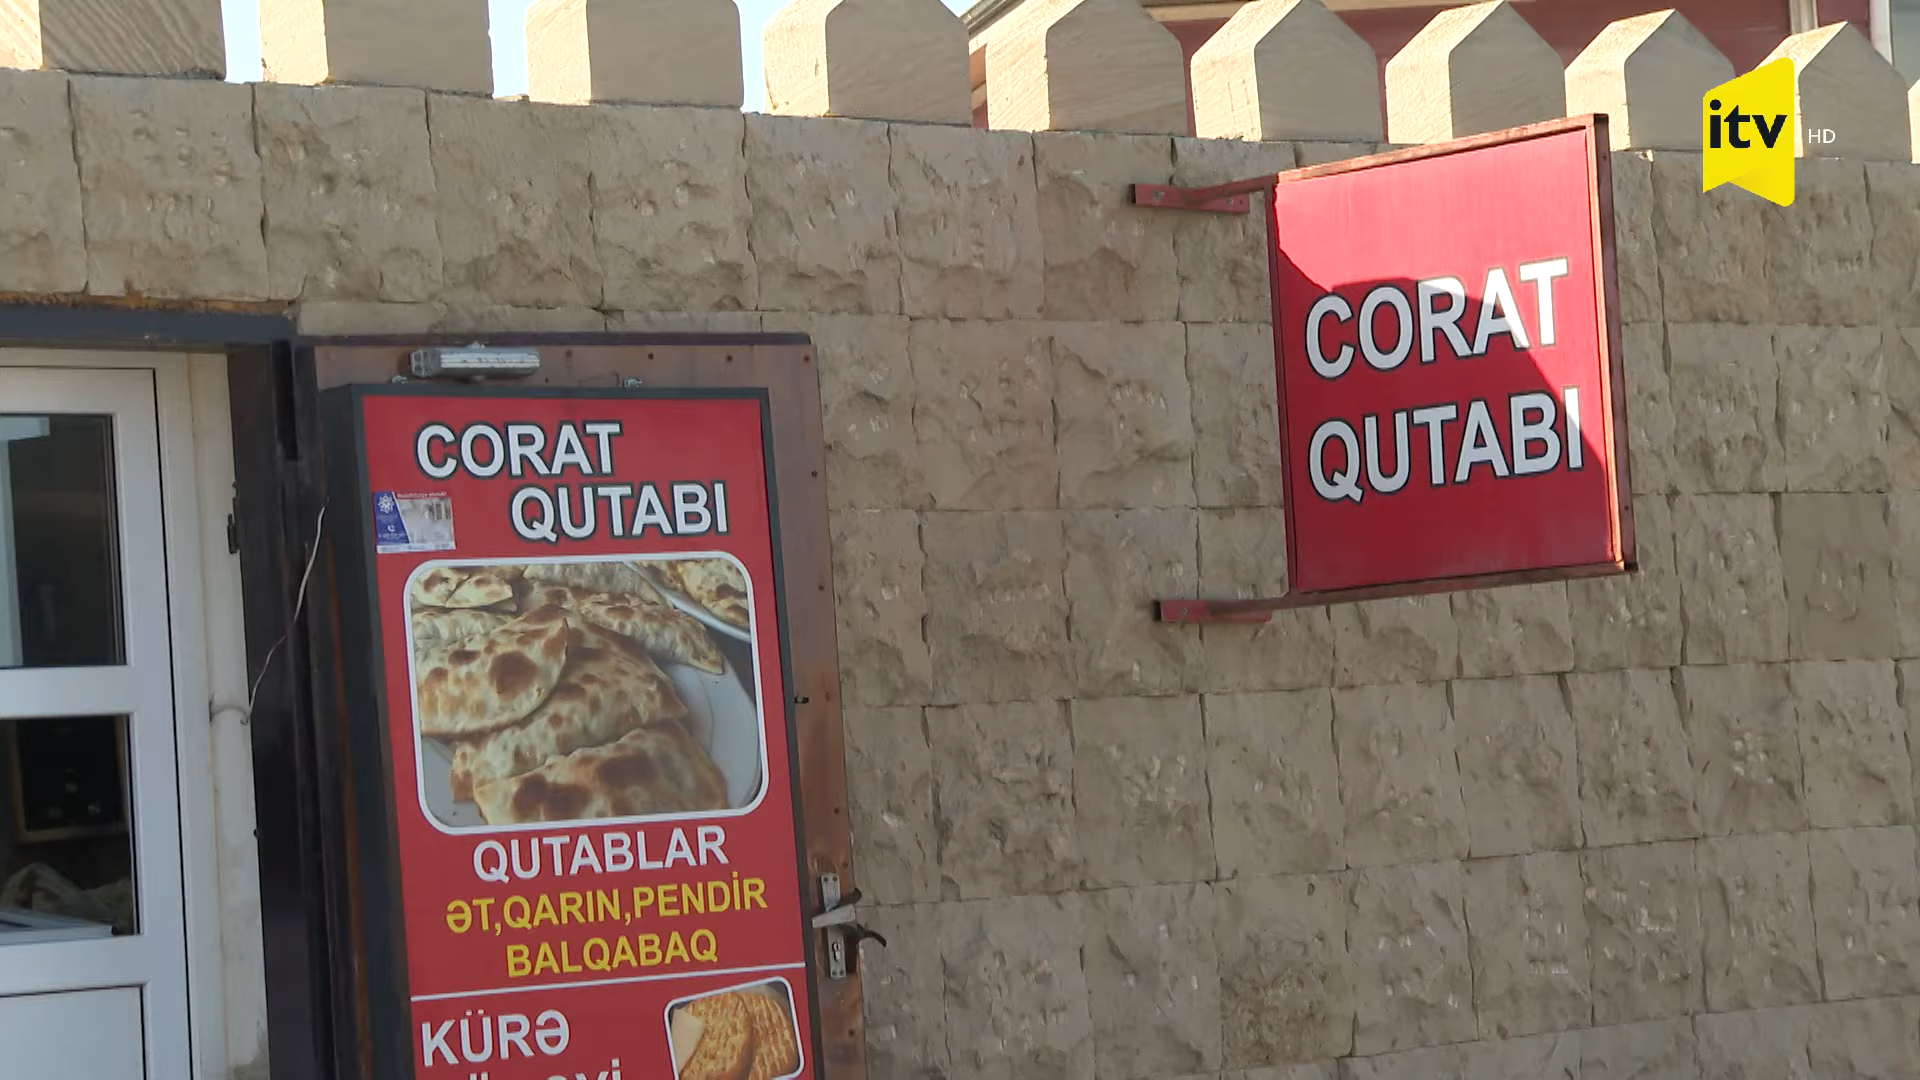 itv HD
CORAT
QUTABI
CORAT
QUTABI
QUTABLAR
ƏT,QARIN,PENDİR
BALQABAQ
KÜRƏ